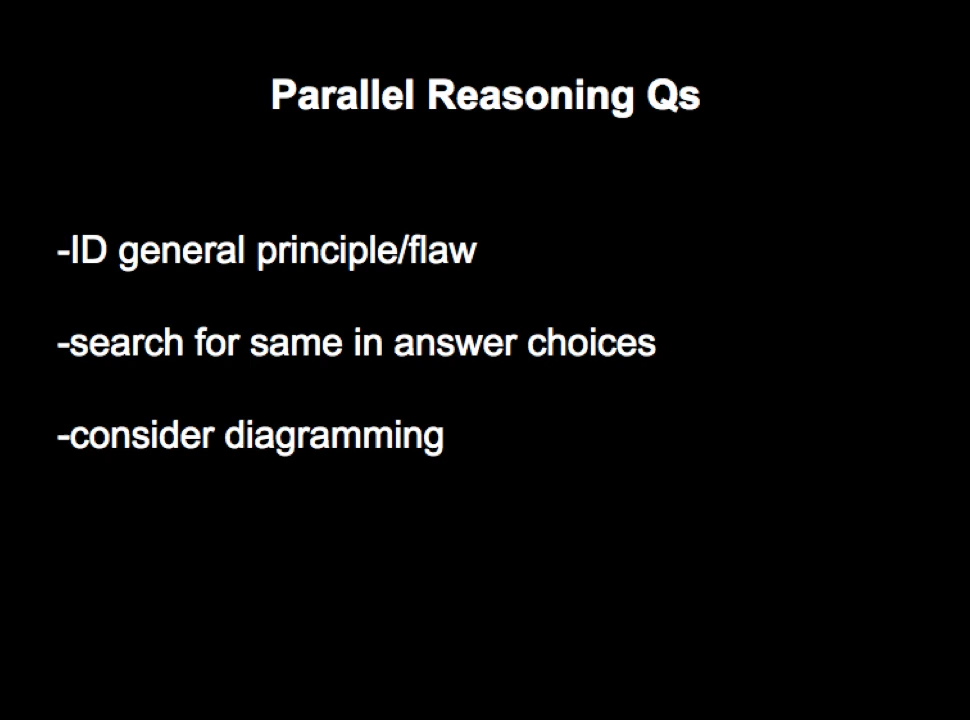 Parallel Reasoning Qs
-ID general principle/flaw
-search for same in answer choices
-consider diagramming